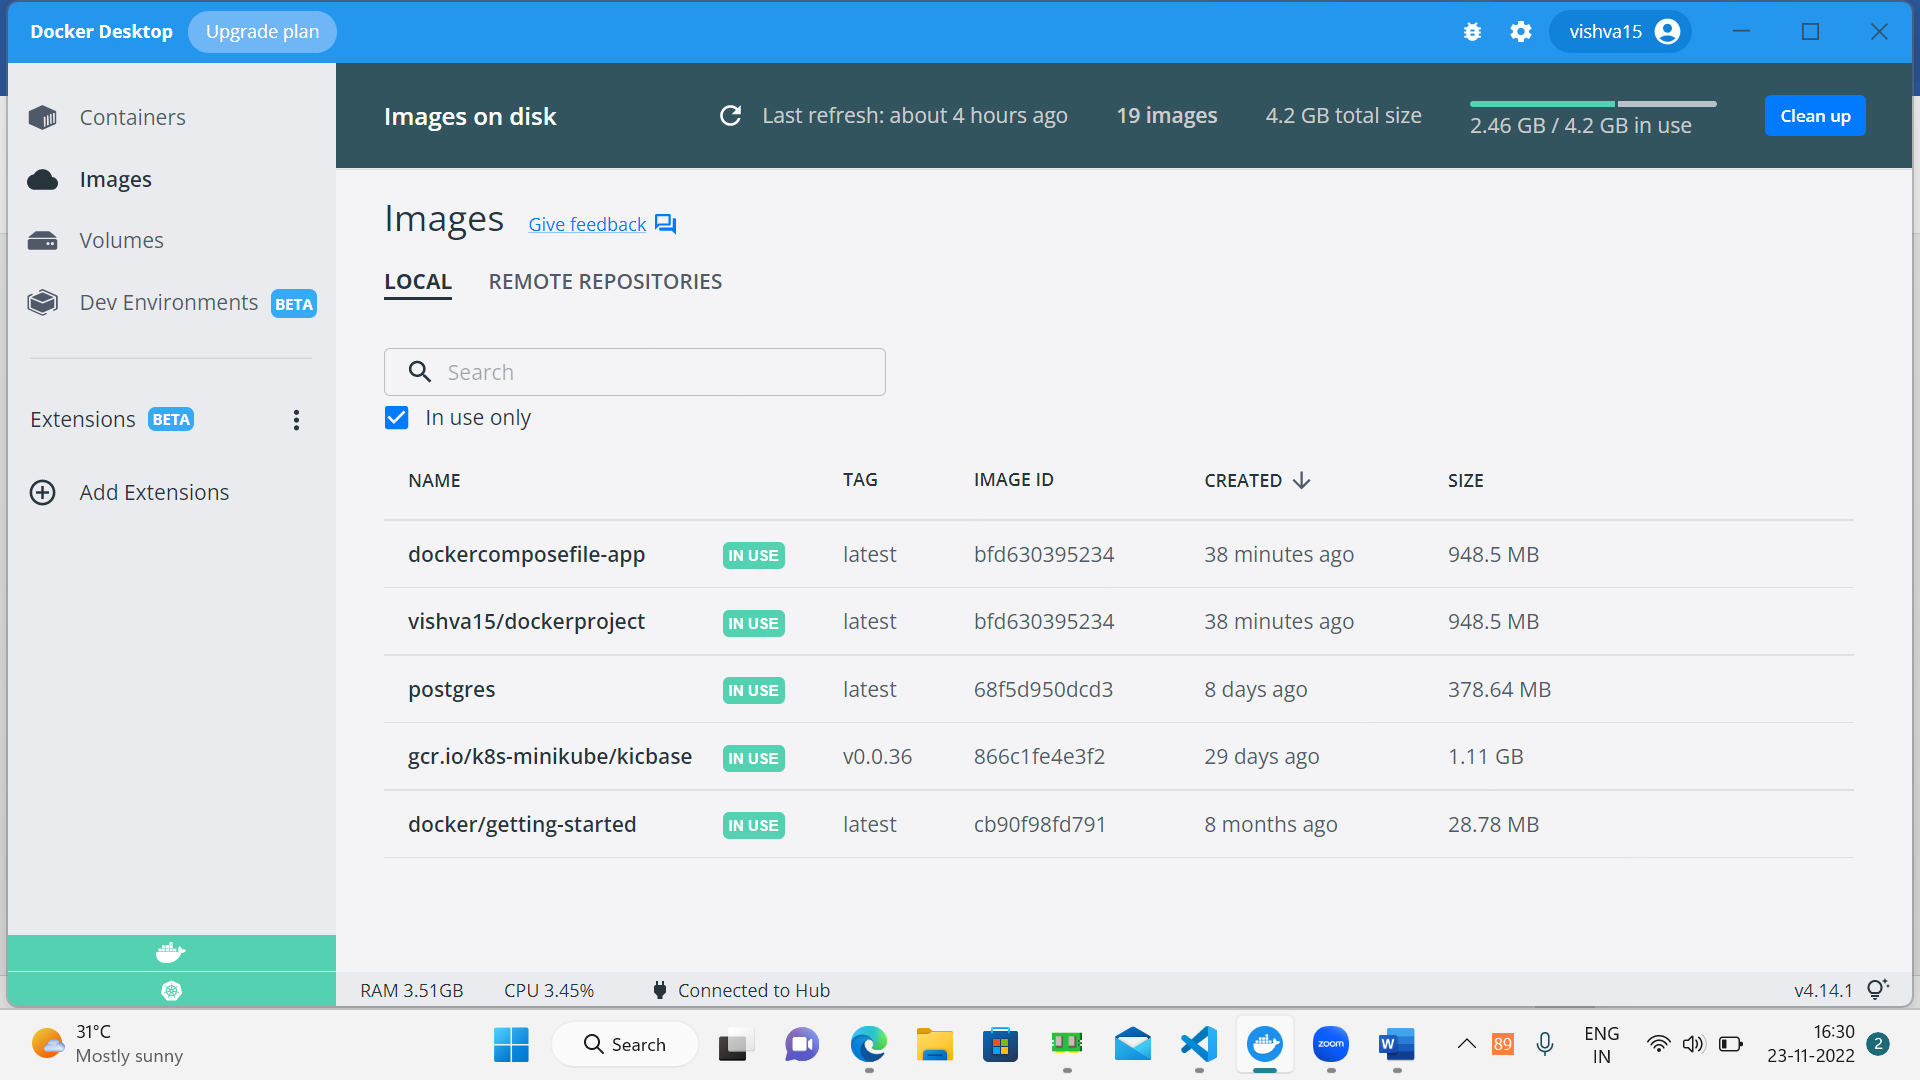 Docker Desktop Upgrade plan vishva15
Containers
Images
Volumes
Dev Environments BETA
Extensions BETA
Add Extensions
Images on disk Last refresh: about 4 hours ago 19 images 4.2 GB total size 2.46 GB / 4.2 GB in use Clean up
Images Give feedback
LOCAL REMOTE REPOSITORIES
Search
In use only
NAME TAG IMAGE ID CREATED SIZE
dockercomposefile-app IN USE latest bfd630395234 38 minutes ago 948.5 MB
vishva15/dockerproject IN USE latest bfd630395234 38 minutes ago 948.5 MB
postgres IN USE latest 68f5d950dcd3 8 days ago 378.64 MB
gcr.io/k8s-minikube/kicbase IN USE v0.0.36 866c1fe4e3f2 29 days ago 1.11 GB
docker/getting-started IN USE latest cb90f98fd791 8 months ago 28.78 MB
RAM 3.51GB CPU 3.45% Connected to Hub v4.14.1
31°C
Mostly sunny
Search
zoom
W
89
ENG
IN
16:30
23-11-2022
2